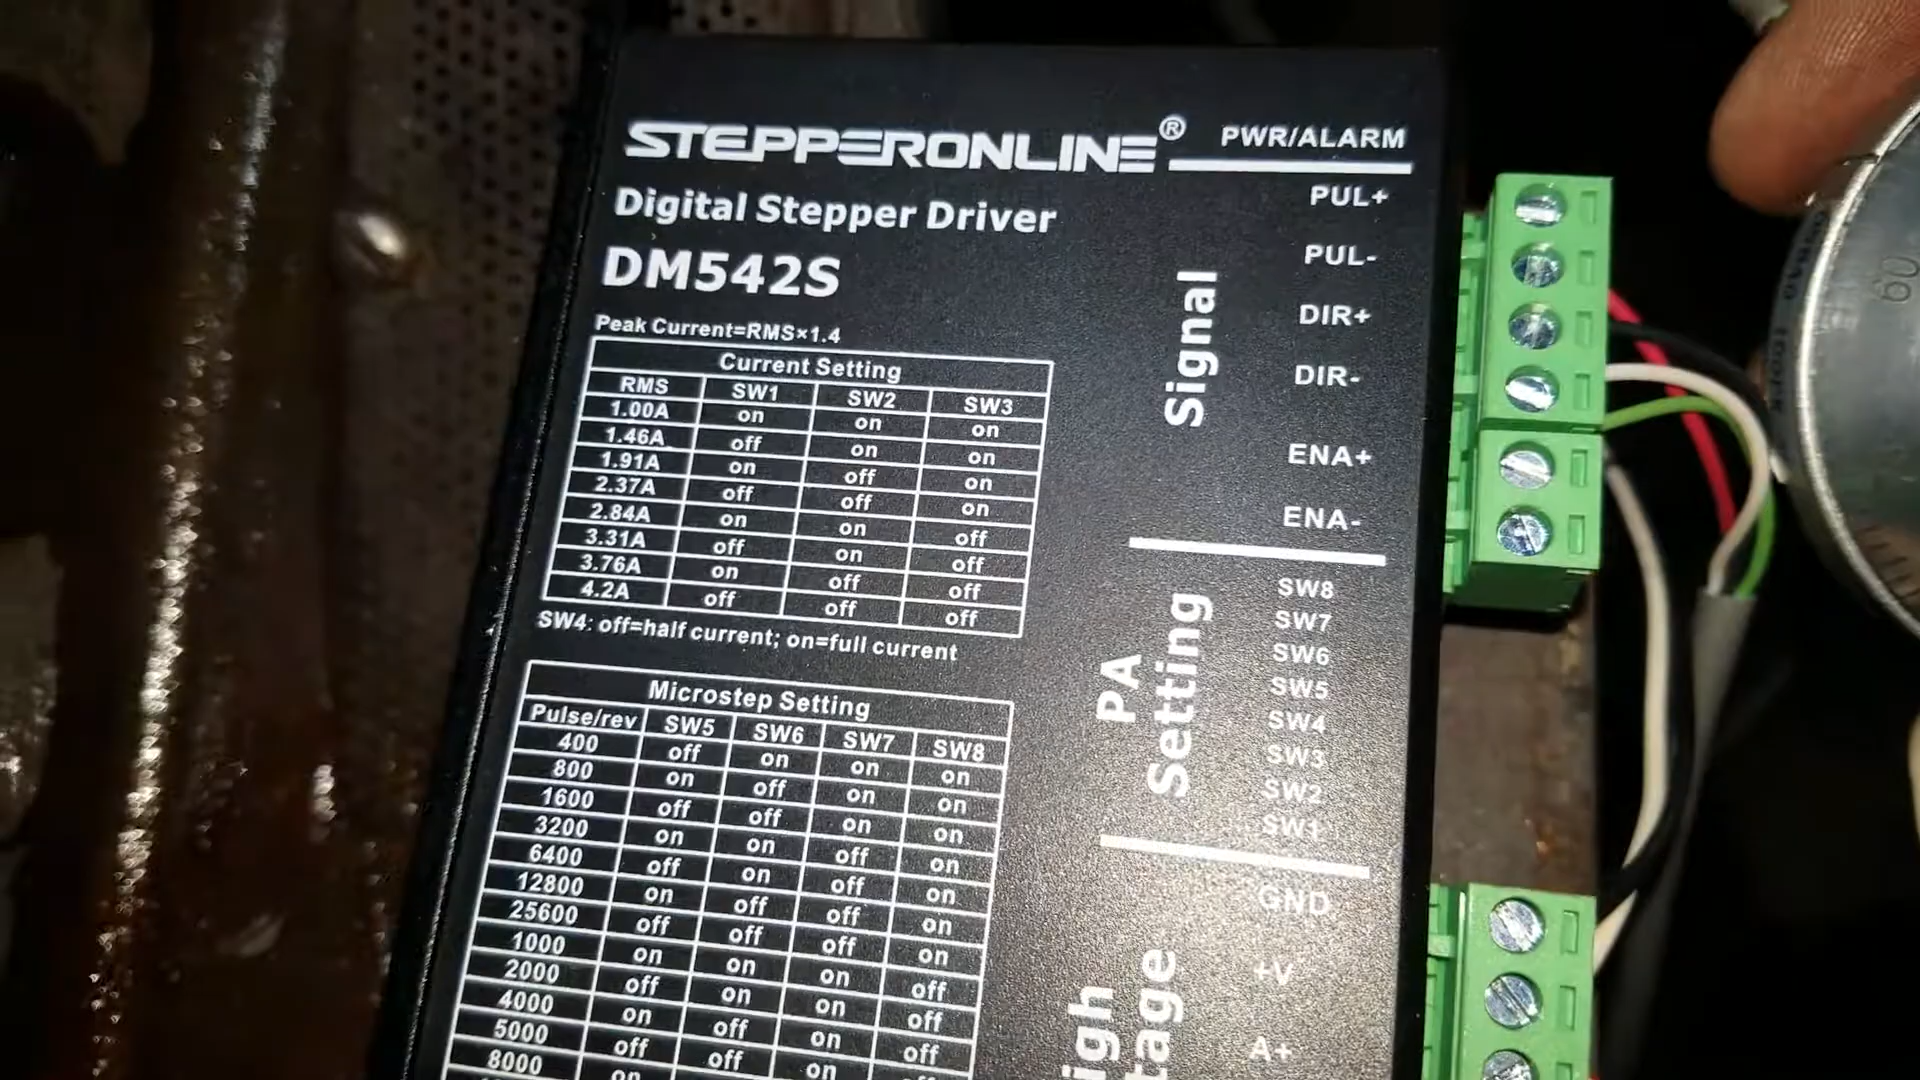 STEPPERONLINE®
Digital Stepper Driver
DM542S
Peak Current=RMS×1.4
Current Setting
RMS SW1 SW2 SW3
1.00A on on on
1.46A off on on
1.91A on off on
2.37A off off on
2.84A on on off
3.31A off on off
3.76A on off off
4.2A off off off
SW4: off=half current; on=full current
Microstep Setting
Pulse/rev SW5 SW6 SW7 SW8
400 off on on on
800 on off on on
1600 off off on on
3200 on on off on
6400 off on off on
12800 on off off on
25600 off off off on
1000 on on on off
2000 off on on off
4000 on off on off
5000 off off on
8000 on on
PWR/ALARM
Signal
PUL+
PUL-
DIR+
DIR-
ENA+
ENA-
PA
Setting
SW8
SW7
SW6
SW5
SW4
SW3
SW2
SW1
GND
+V
A+
igh
tage
60